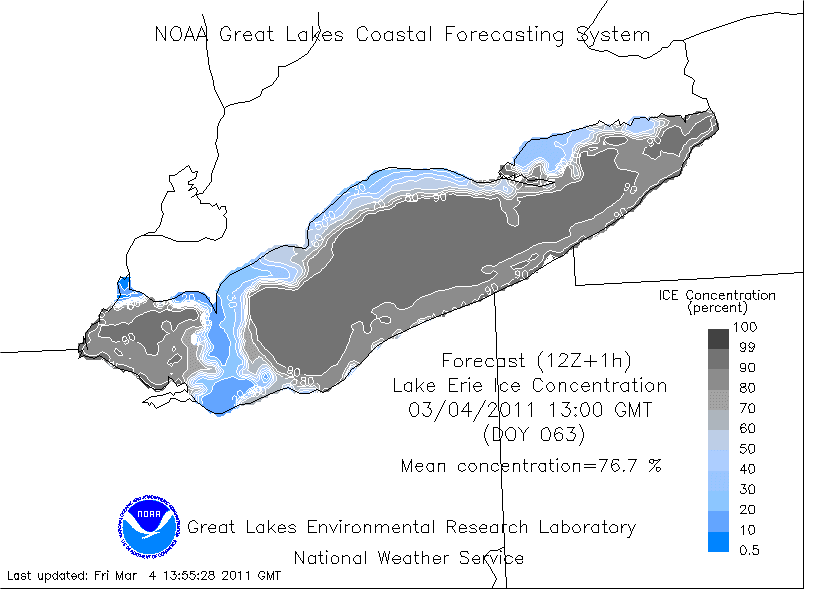 NOAA Great Lakes Coastal Forecasting System
ICE Concentration
(percent)
100
99
90
80
70
60
50
40
30
20
10
0.5
Forecast (12Z+1h)
Lake Erie Ice Concentration
03/04/2011 13:00 GMT
(DOY 063)
Mean concentration=76.7 %
NOAA
Great Lakes Environmental Research Laboratory
National Weather Service
Last updated: Fri Mar 4 13:55:28 2011 GMT